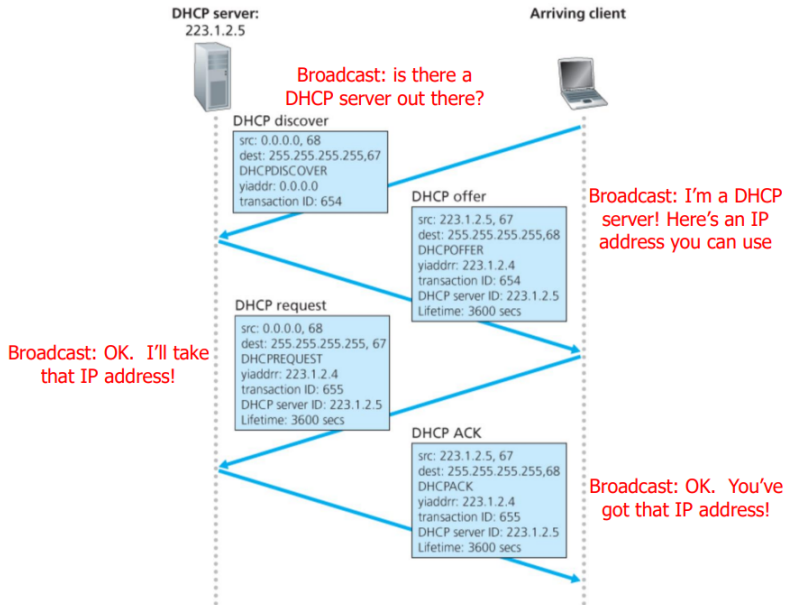 DHCP server:
223.1.2.5
Arriving client
Broadcast: is there a
DHCP server out there?
DHCP discover
src: 0.0.0.0, 68
dest: 255.255.255.255,67
DHCPDISCOVER
yiaddr: 0.0.0.0
transaction ID: 654
DHCP offer
src: 223.1.2.5, 67
dest: 255.255.255.255,68
DHCPOFFER
yiaddrr: 223.1.2.4
transaction ID: 654
DHCP server ID: 223.1.2.5
Lifetime: 3600 secs
Broadcast: I'm a DHCP
server! Here's an IP
address you can use
DHCP request
src: 0.0.0.0, 68
dest: 255.255.255.255, 67
DHCPREQUEST
yiaddrr: 223.1.2.4
transaction ID: 655
DHCP server ID: 223.1.2.5
Lifetime: 3600 secs
Broadcast: OK.  I'll take
that IP address!
DHCP ACK
src: 223.1.2.5, 67
dest: 255.255.255.255,68
DHCPACK
yiaddr: 223.1.2.4
transaction ID: 655
DHCP server ID: 223.1.2.5
Lifetime: 3600 secs
Broadcast: OK.  You've
got that IP address!